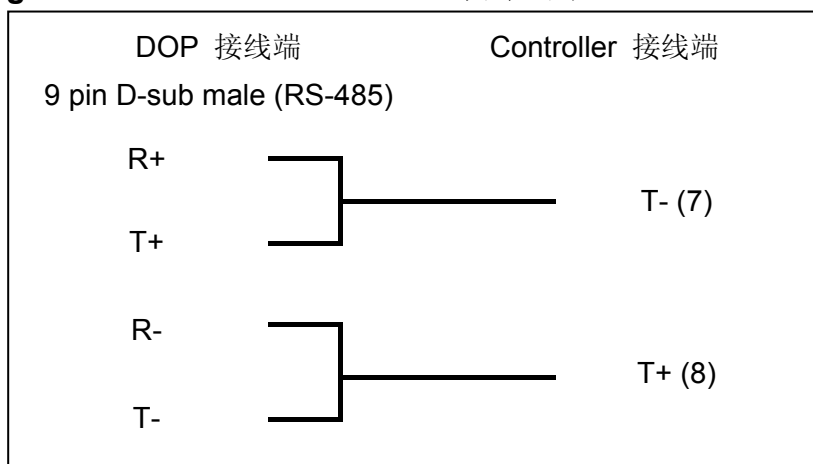 DOP 接线端 Controller 接线端
9 pin D-sub male (RS-485)
R+
T- (7)
T+
R-
T+ (8)
T-